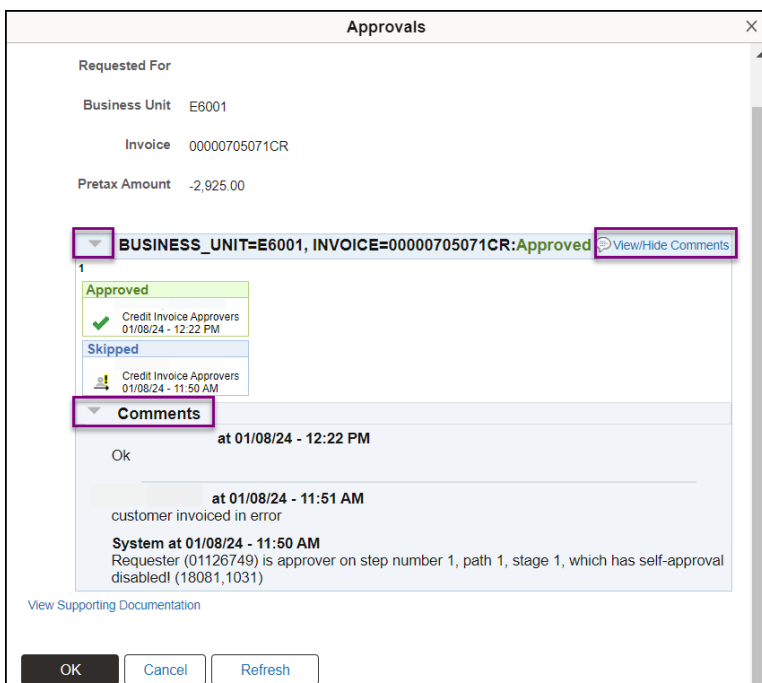 Approvals
Requested For
Business Unit E6001
Invoice 00000705071CR
Pretax Amount -2,925.00
BUSINESS_UNIT=E6001, INVOICE=00000705071CR:Approved View/Hide Comments
1
Approved
Credit Invoice Approvers
01/08/24 - 12:22 PM
Skipped
Credit Invoice Approvers
01/08/24 - 11:50 AM
Comments
at 01/08/24 - 12:22 PM
Ok
at 01/08/24 - 11:51 AM
customer invoiced in error
System at 01/08/24 - 11:50 AM
Requester (01126749) is approver on step number 1, path 1, stage 1, which has self-approval
disabled! (18081,1031)
View Supporting Documentation
OK Cancel Refresh